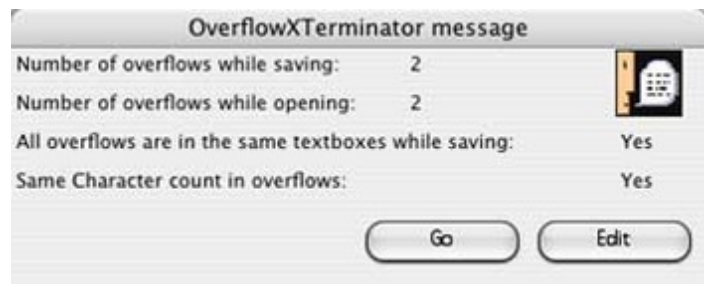 OverflowXTerminator message
Number of overflows while saving: 2
Number of overflows while opening: 2
All overflows are in the same textboxes while saving: Yes
Same Character count in overflows: Yes
Go Edit